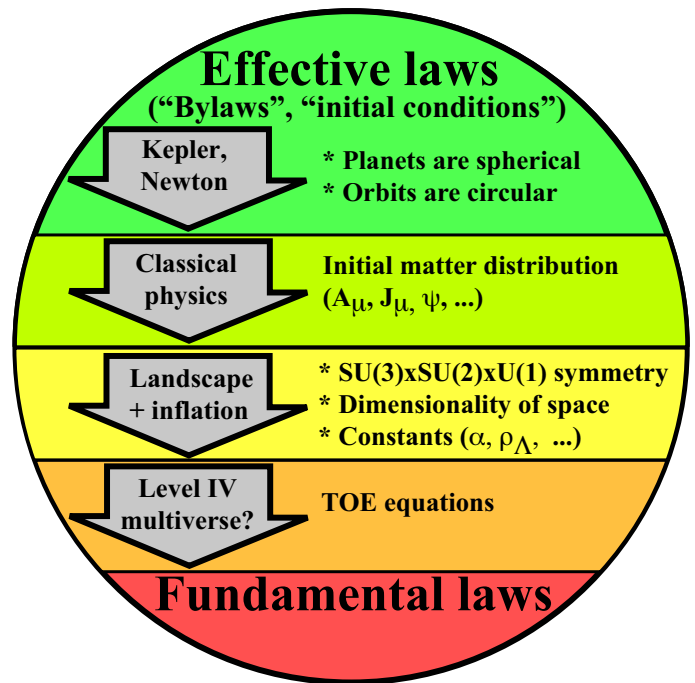 Effective laws
(“Bylaws”, “initial conditions”)
Kepler,
Newton
* Planets are spherical
* Orbits are circular
Classical
physics
Initial matter distribution
(Aμ, Jμ, ψ, ...)
Landscape
+ inflation
* SU(3)xSU(2)xU(1) symmetry
* Dimensionality of space
* Constants (α, ρΛ, ...)
Level IV
multiverse?
TOE equations
Fundamental laws